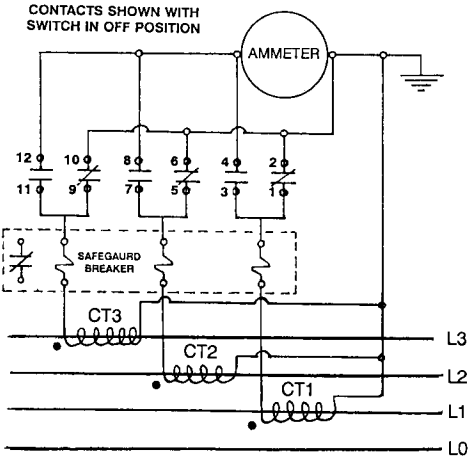 CONTACTS SHOWN WITH
SWITCH IN OFF POSITION
AMMETER
12 10 8 6 4 2
11 9 7 5 3 1
SAFEGAURD
BREAKER
CT3
L3
CT2
L2
CT1
L1
L0